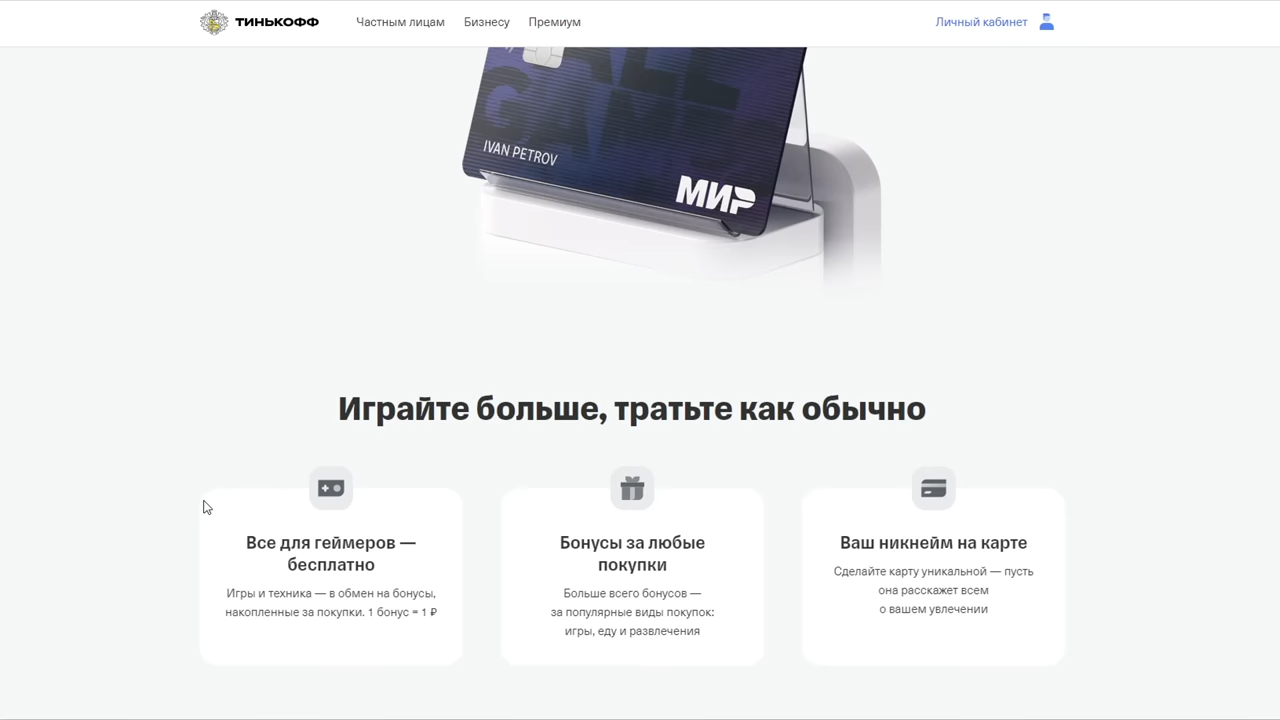 ТИНЬКОФФ Частным лицам Бизнесу Премиум Личный кабинет
ALL
GAMES
IVAN PETROV
МИР
Играйте больше, тратьте как обычно
Все для геймеров —
бесплатно
Игры и техника — в обмен на бонусы,
накопленные за покупки. 1 бонус = 1 ₽
Бонусы за любые
покупки
Больше всего бонусов —
за популярные виды покупок:
игры, еду и развлечения
Ваш никнейм на карте
Сделайте карту уникальной — пусть
она расскажет всем
о вашем увлечении